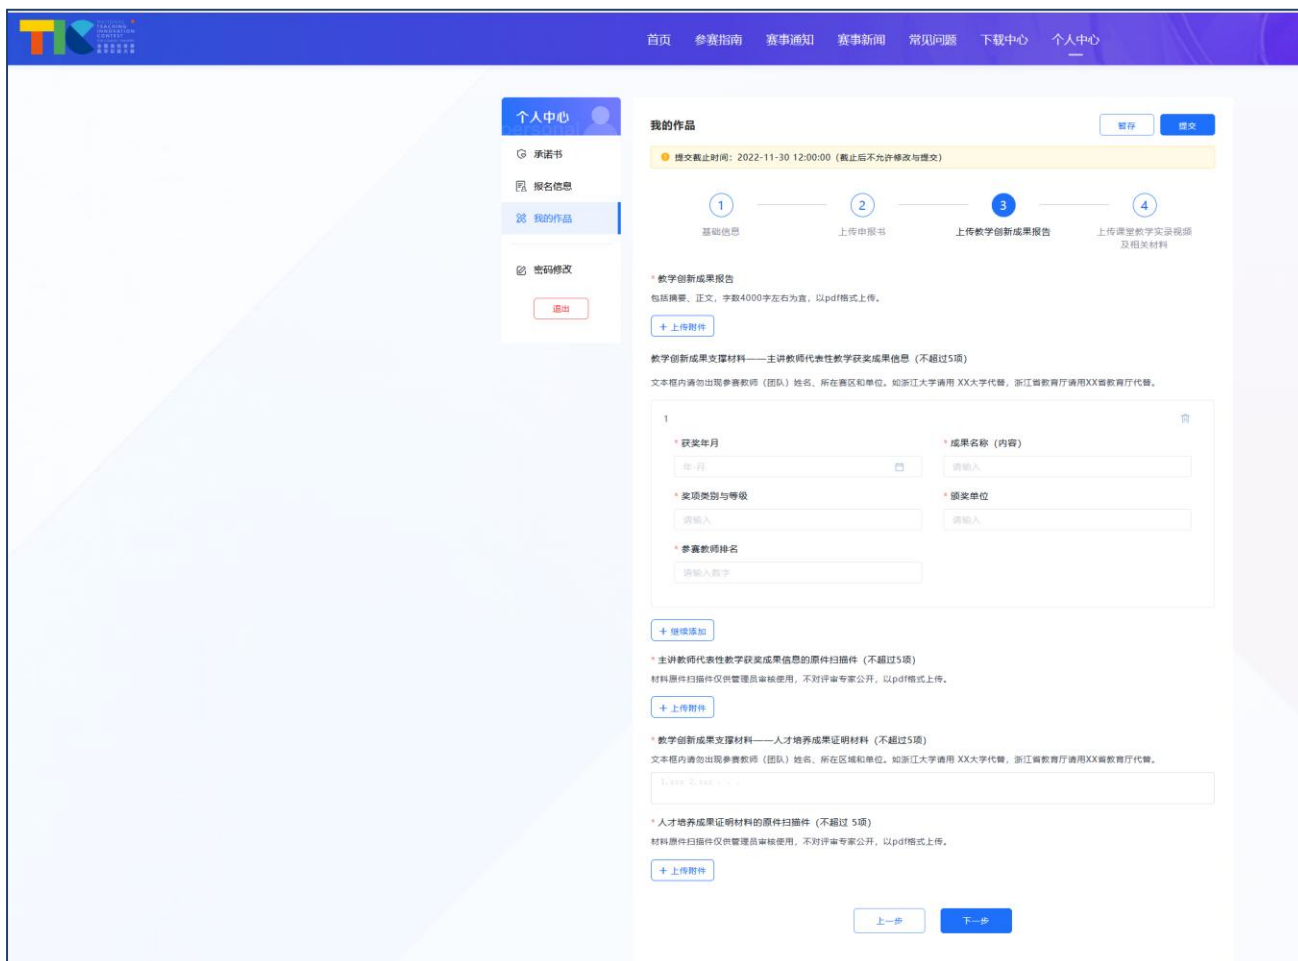 TIC
NATIONAL
TEACHING
INNOVATION
CONTEST
全国高校教师
教学创新大赛
首页 参赛指南 赛事通知 赛事新闻 常见问题 下载中心 个人中心
个人中心
personal
承诺书
报名信息
我的作品
密码修改
退出
我的作品
暂存 提交
提交截止时间：2022-11-30 12:00:00（截止后不允许修改与提交）
1 2 3 4
基础信息 上传申报书 上传教学创新成果报告 上传课堂教学实录视频
及相关材料
* 教学创新成果报告
包括摘要、正文，字数4000字左右为宜，以pdf格式上传。
+ 上传附件
教学创新成果支撑材料——主讲教师代表性教学获奖成果信息（不超过5项）
文本框内请勿出现参赛教师（团队）姓名、所在赛区和单位。如浙江大学请用 XX大学代替，浙江省教育厅请用XX省教育厅代替。
1
* 获奖年月 * 成果名称（内容）
年-月 请输入
* 奖项类别与等级 * 颁奖单位
请输入 请输入
* 参赛教师排名
请输入数字
+ 继续添加
* 主讲教师代表性教学获奖成果信息的原件扫描件（不超过5项）
材料原件扫描件仅供管理员审核使用，不对评审专家公开，以pdf格式上传。
+ 上传附件
* 教学创新成果支撑材料——人才培养成果证明材料（不超过5项）
文本框内请勿出现参赛教师（团队）姓名、所在区域和单位。如浙江大学请用 XX大学代替，浙江省教育厅请用XX省教育厅代替。
1.xxx 2.xxx . . .
* 人才培养成果证明材料的原件扫描件（不超过 5项）
材料原件扫描件仅供管理员审核使用，不对评审专家公开，以pdf格式上传。
+ 上传附件
上一步 下一步